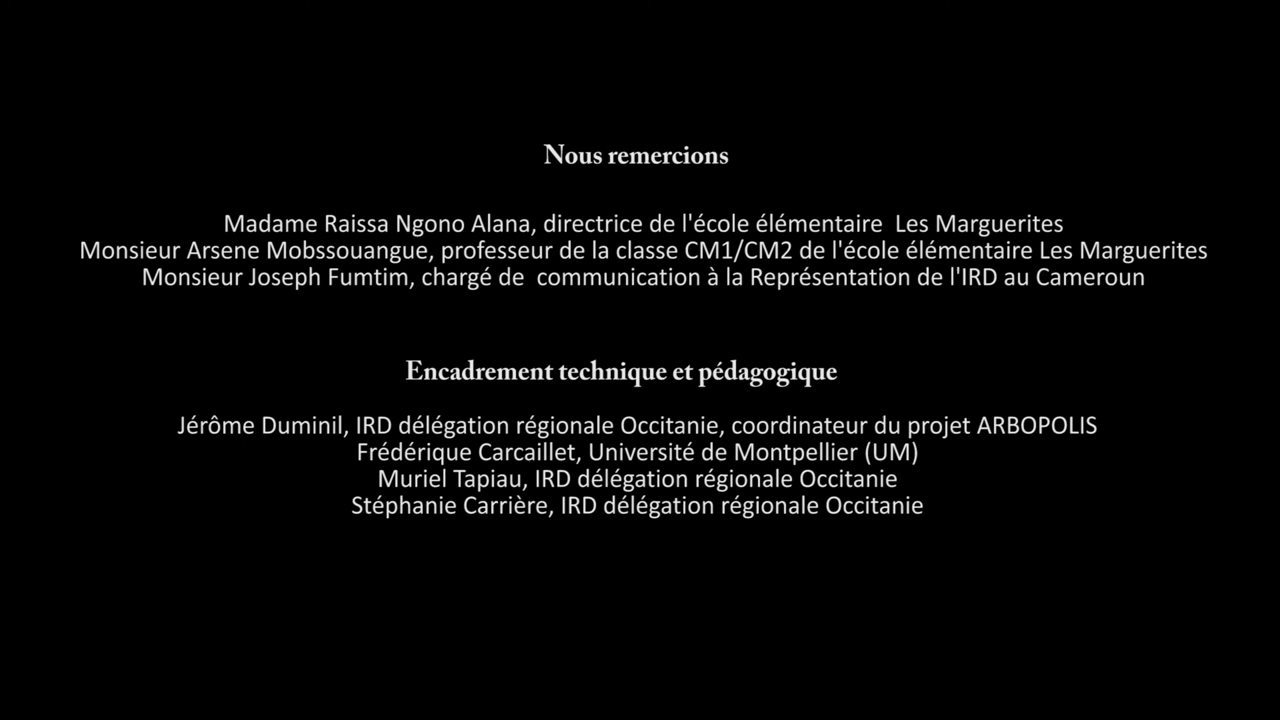 Nous remercions
Madame Raissa Ngono Alana, directrice de l'école élémentaire  Les Marguerites
Monsieur Arsene Mobssouangue, professeur de la classe CM1/CM2 de l'école élémentaire Les Marguerites
Monsieur Joseph Fumtim, chargé de  communication à la Représentation de l'IRD au Cameroun
Encadrement technique et pédagogique
Jérôme Duminil, IRD délégation régionale Occitanie, coordinateur du projet ARBOPOLIS
Frédérique Carcaillet, Université de Montpellier (UM)
Muriel Tapiau, IRD délégation régionale Occitanie
Stéphanie Carrière, IRD délégation régionale Occitanie